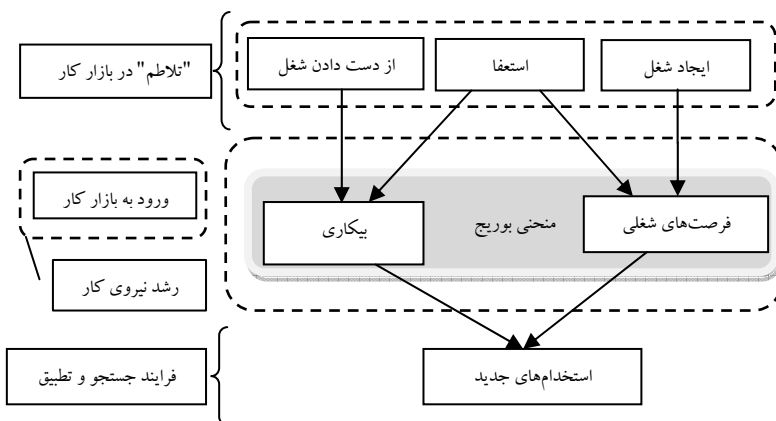 ایجاد شغل
استعفا
از دست دادن شغل
"تلاطم" در بازار کار
فرصت‌های شغلی
منحنی بوریج
بیکاری
ورود به بازار کار
رشد نیروی کار
استخدام‌های جدید
فرایند جستجو و تطبیق